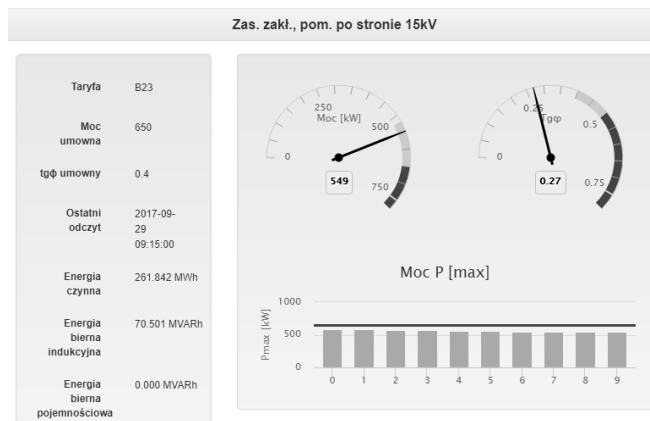 Zas. zakł., pom. po stronie 15kV
Taryfa B23
Moc umowna 650
tgϕ umowny 0.4
Ostatni odczyt 2017-09-29 09:15:00
Energia czynna 261.842 MWh
Energia bierna indukcyjna 70.501 MVARh
Energia bierna pojemnościowa 0.000 MVARh
0
250
500
750
Moc [kW]
549
0
0.25
0.5
0.75
Tgφ
0.27
Moc P [max]
Pmax [kW]
1000
500
0
0 1 2 3 4 5 6 7 8 9